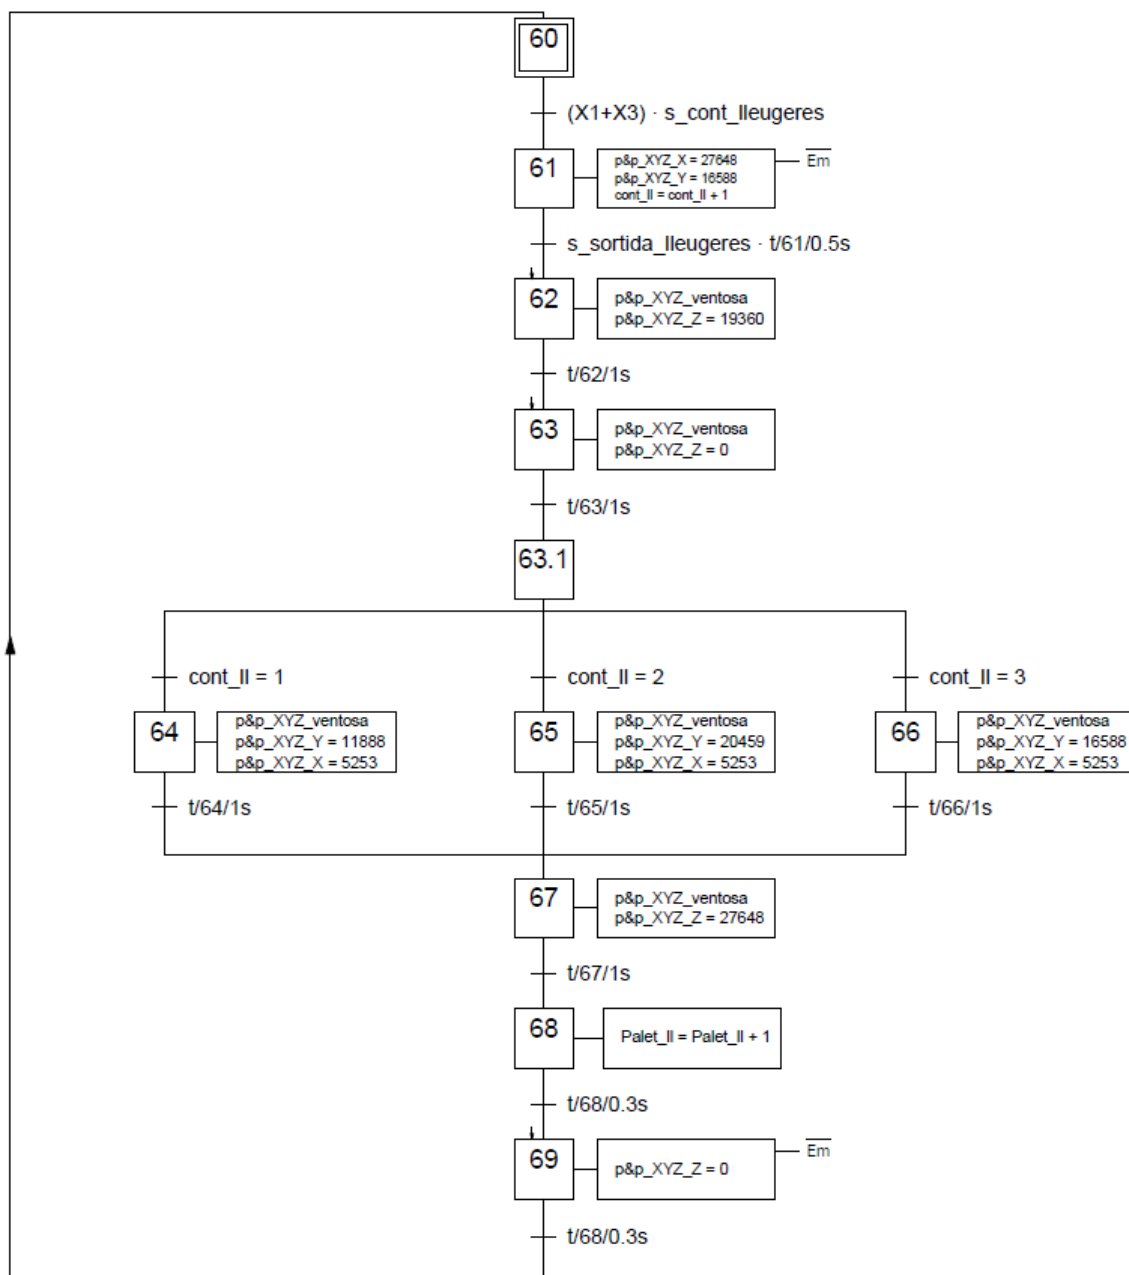 60
(X1+X3) · s_cont_lleugeres
61
p&p_XYZ_X = 27648
p&p_XYZ_Y = 16588
cont_ll = cont_ll + 1
Em
s_sortida_lleugeres · t/61/0.5s
62
p&p_XYZ_ventosa
p&p_XYZ_Z = 19360
t/62/1s
63
p&p_XYZ_ventosa
p&p_XYZ_Z = 0
t/63/1s
63.1
cont_ll = 1
cont_ll = 2
cont_ll = 3
64
p&p_XYZ_ventosa
p&p_XYZ_Y = 11888
p&p_XYZ_X = 5253
65
p&p_XYZ_ventosa
p&p_XYZ_Y = 20459
p&p_XYZ_X = 5253
66
p&p_XYZ_ventosa
p&p_XYZ_Y = 16588
p&p_XYZ_X = 5253
t/64/1s
t/65/1s
t/66/1s
67
p&p_XYZ_ventosa
p&p_XYZ_Z = 27648
t/67/1s
68
Palet_ll = Palet_ll + 1
t/68/0.3s
69
p&p_XYZ_Z = 0
Em
t/68/0.3s